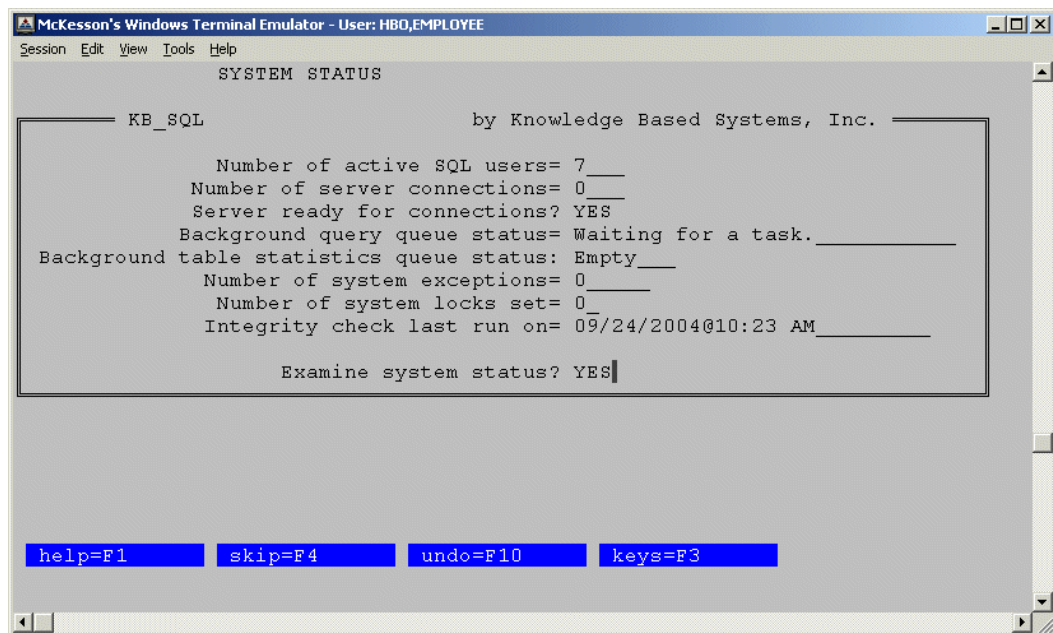 McKesson's Windows Terminal Emulator - User: HBO,EMPLOYEE
Session Edit View Tools Help
SYSTEM STATUS
KB_SQL by Knowledge Based Systems, Inc.
Number of active SQL users= 7___
Number of server connections= 0___
Server ready for connections? YES
Background query queue status= Waiting for a task.___________
Background table statistics queue status: Empty___
Number of system exceptions= 0_____
Number of system locks set= 0_
Integrity check last run on= 09/24/2004@10:23 AM_________
Examine system status? YES
help=F1 skip=F4 undo=F10 keys=F3